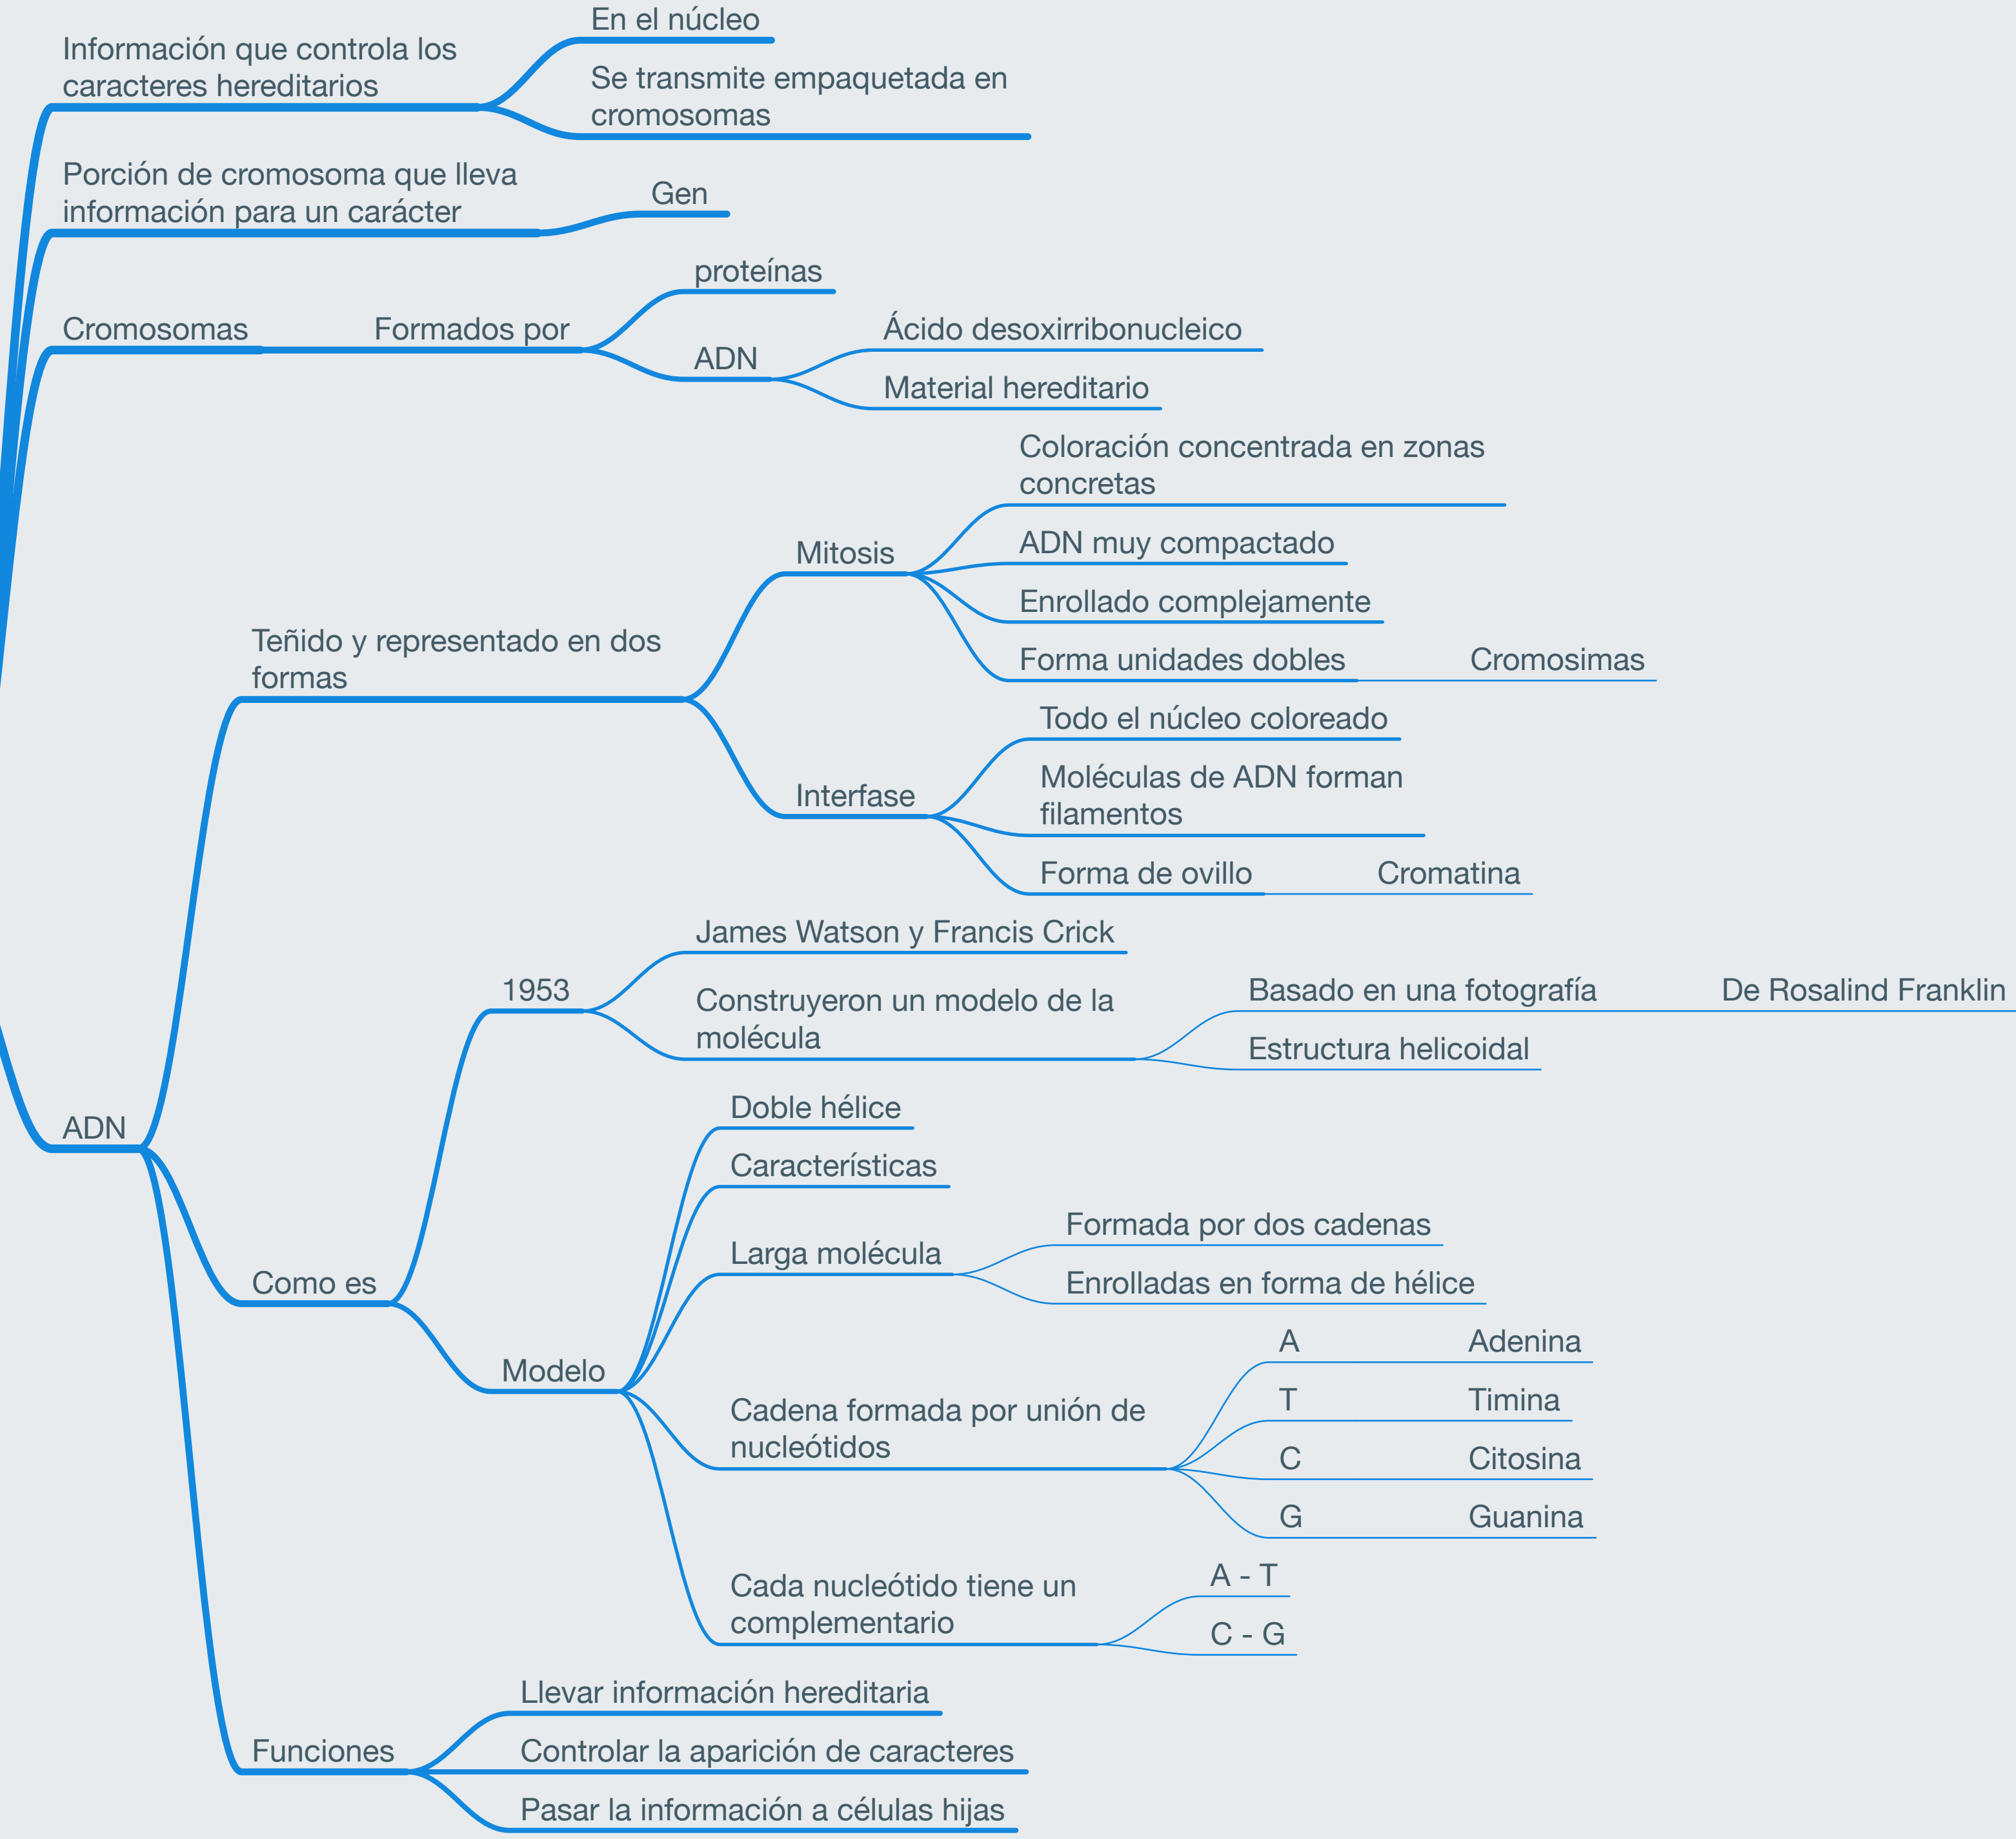 Información que controla los
caracteres hereditarios
En el núcleo
Se transmite empaquetada en
cromosomas
Porción de cromosoma que lleva
información para un carácter
Gen
Cromosomas
Formados por
proteínas
ADN
Ácido desoxirribonucleico
Material hereditario
ADN
Teñido y representado en dos
formas
Mitosis
Coloración concentrada en zonas
concretas
ADN muy compactado
Enrollado complejamente
Forma unidades dobles
Cromosimas
Interfase
Todo el núcleo coloreado
Moléculas de ADN forman
filamentos
Forma de ovillo
Cromatina
Como es
1953
James Watson y Francis Crick
Construyeron un modelo de la
molécula
Basado en una fotografía
De Rosalind Franklin
Estructura helicoidal
Modelo
Doble hélice
Características
Larga molécula
Formada por dos cadenas
Enrolladas en forma de hélice
Cadena formada por unión de
nucleótidos
A
Adenina
T
Timina
C
Citosina
G
Guanina
Cada nucleótido tiene un
complementario
A - T
C - G
Funciones
Llevar información hereditaria
Controlar la aparición de caracteres
Pasar la información a células hijas